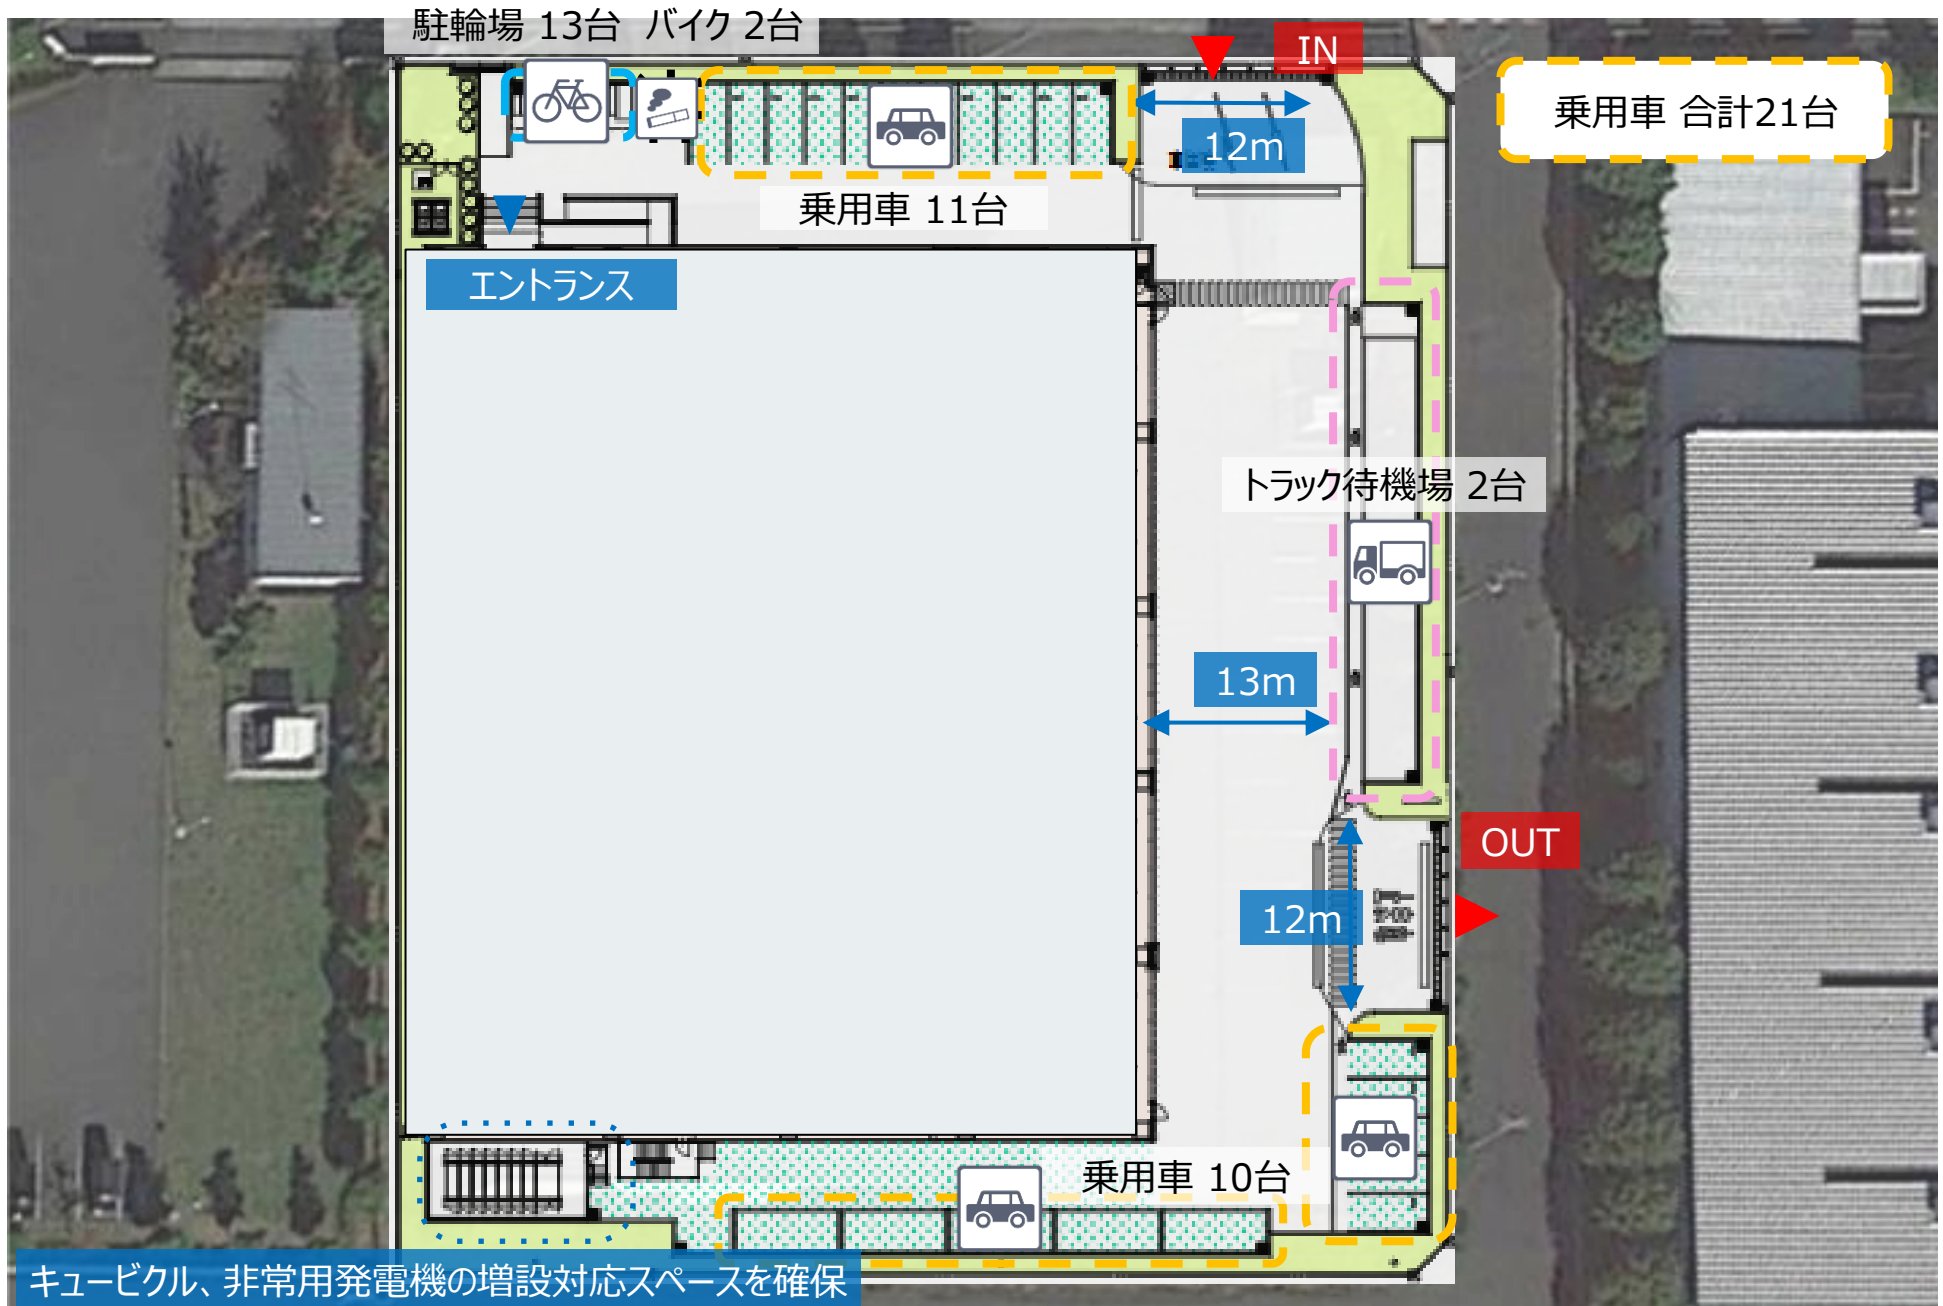 駐輪場 13台 バイク 2台
IN
乗用車 合計21台
12m
乗用車 11台
エントランス
トラック待機場 2台
13m
OUT
12m
乗用車 10台
キュービクル、非常用発電機の増設対応スペースを確保